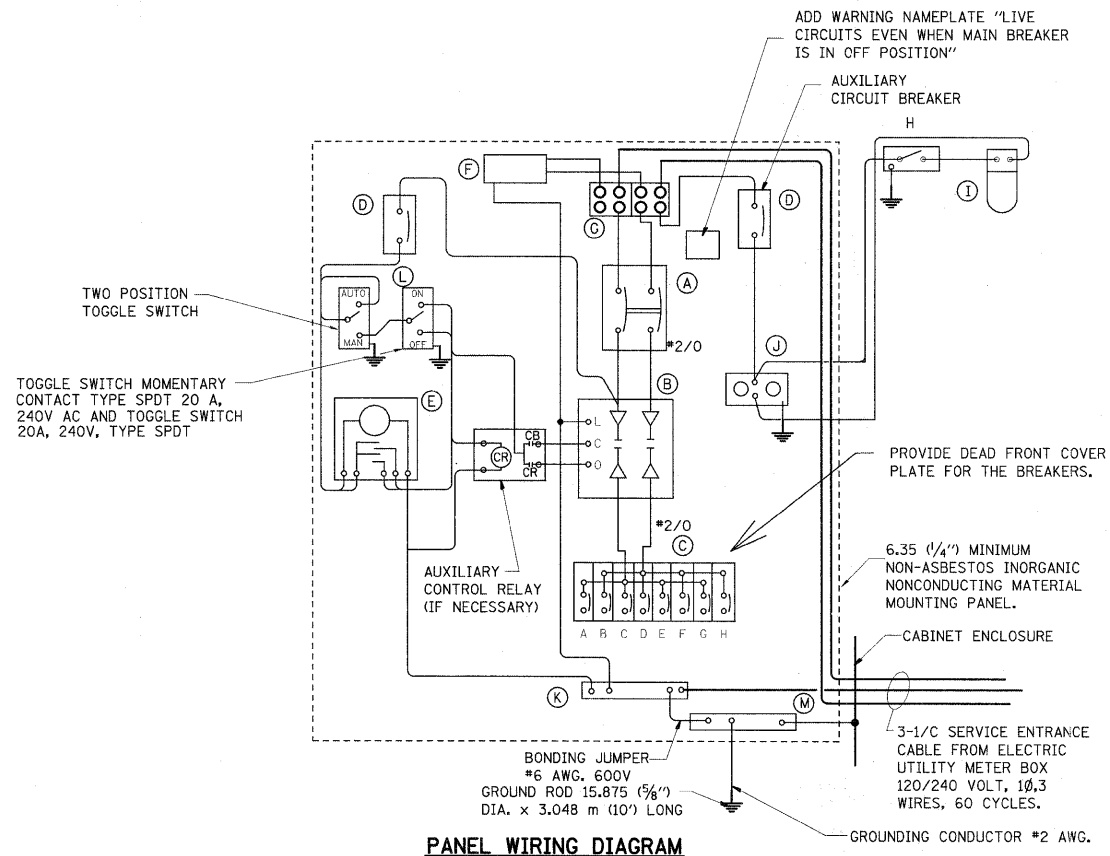 ADD WARNING NAMEPLATE "LIVE
CIRCUITS EVEN WHEN MAIN BREAKER
IS IN OFF POSITION"
AUXILIARY
CIRCUIT BREAKER
H
F
D
D
I
G
A
L
TWO POSITION
TOGGLE SWITCH
AUTO
MAN
ON
OFF
#2/0
J
TOGGLE SWITCH MOMENTARY
CONTACT TYPE SPDT 20 A,
240V AC AND TOGGLE SWITCH
20A, 240V, TYPE SPDT
E
B
L
C
O
CB
CR
CR
PROVIDE DEAD FRONT COVER
PLATE FOR THE BREAKERS.
#2/0
C
AUXILIARY
CONTROL RELAY
(IF NECESSARY)
A B C D E F G H
6.35 (1/4") MINIMUM
NON-ASBESTOS INORGANIC
NONCONDUCTING MATERIAL
MOUNTING PANEL.
CABINET ENCLOSURE
K
M
3-1/C SERVICE ENTRANCE
CABLE FROM ELECTRIC
UTILITY METER BOX
120/240 VOLT, 1Ø,3
WIRES, 60 CYCLES.
BONDING JUMPER
#6 AWG. 600V
GROUND ROD 15.875 (5/8")
DIA. x 3.048 m (10') LONG
GROUNDING CONDUCTOR #2 AWG.
PANEL WIRING DIAGRAM